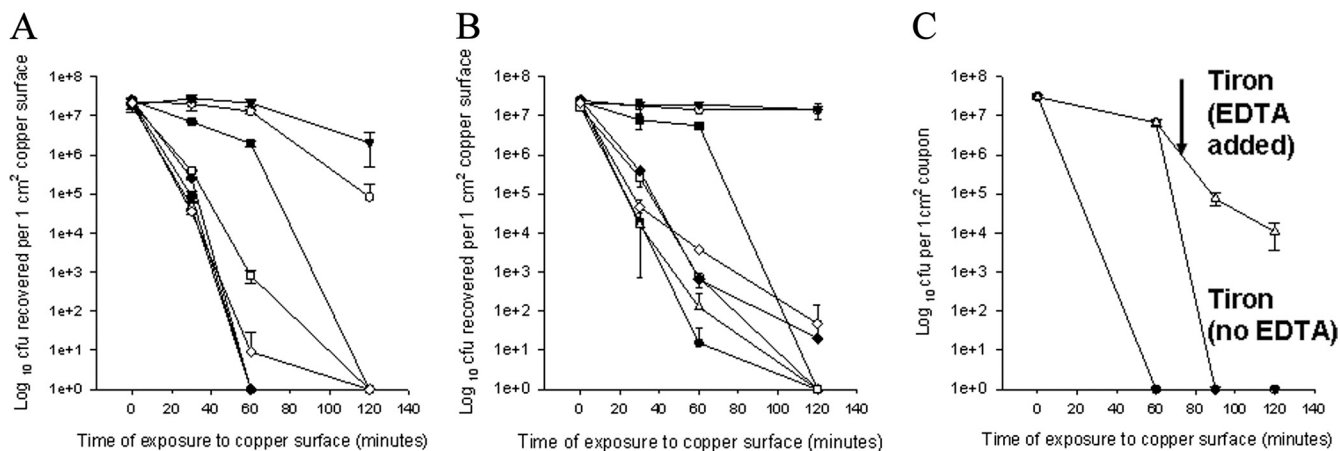 A
Log 10 cfu recovered per 1 cm2 copper surface
1e+8
1e+7
1e+6
1e+5
1e+4
1e+3
1e+2
1e+1
1e+0
0 20 40 60 80 100 120 140
Time of exposure to copper surface (minutes)
B
Log 10 cfu recovered per 1 cm2 copper surface
1e+8
1e+7
1e+6
1e+5
1e+4
1e+3
1e+2
1e+1
1e+0
0 20 40 60 80 100 120 140
Time of exposure to copper surface (minutes)
C
Log 10 cfu per 1 cm2 coupon
1e+8
1e+7
1e+6
1e+5
1e+4
1e+3
1e+2
1e+1
1e+0
Tiron
(EDTA
added)
Tiron
(no EDTA)
0 20 40 60 80 100 120 140
Time of exposure to copper surface (minutes)